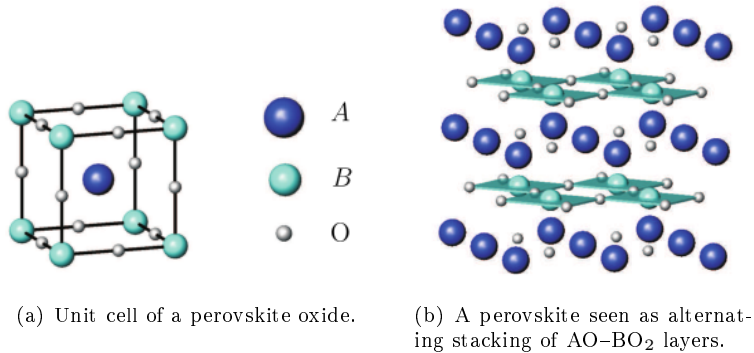 A
B
O
(a) Unit cell of a perovskite oxide.
(b) A perovskite seen as alternat-
ing stacking of AO–BO₂ layers.